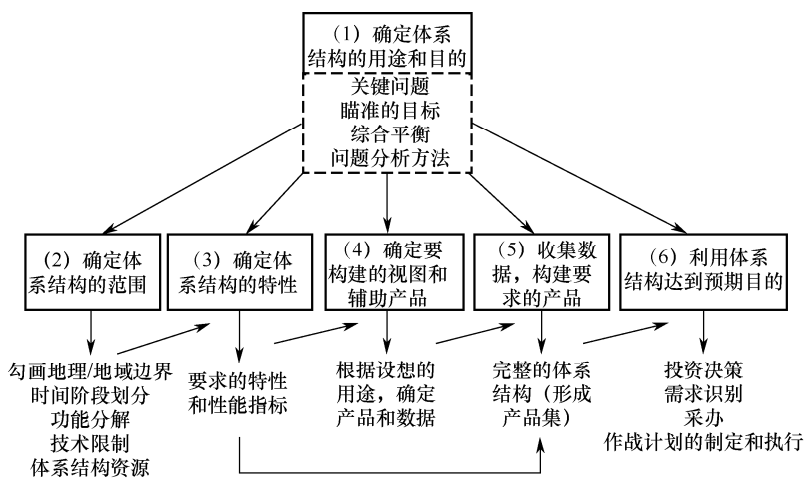 （1）确定体系
结构的用途和目的
关键问题
瞄准的目标
综合平衡
问题分析方法
（2）确定体
系结构的范围
（3）确定体
系结构的特性
（4）确定要
构建的视图和
辅助产品
（5）收集数
据，构建要
求的产品
（6）利用体系
结构达到预期目的
勾画地理/地域边界
时间阶段划分
功能分解
技术限制
体系结构资源
要求的特性
和性能指标
根据设想的
用途，确定
产品和数据
完整的体系
结构（形成
产品集）
投资决策
需求识别
采办
作战计划的制定和执行